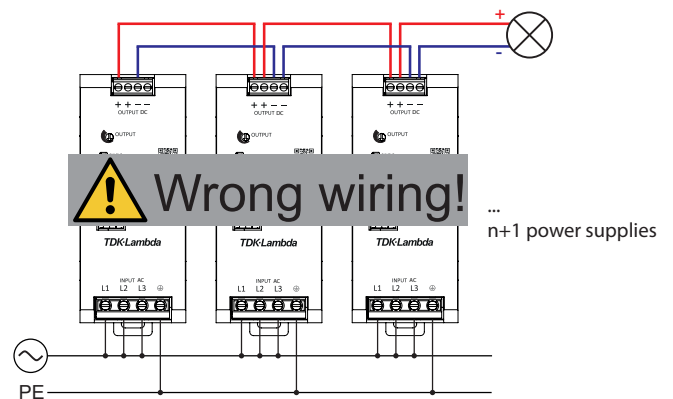 +
-
+ + − −
OUTPUT DC
+ + − −
OUTPUT DC
+ + − −
OUTPUT DC
OUTPUT
OUTPUT
OUTPUT
Wrong wiring!
...
n+1 power supplies
TDK-Lambda
TDK-Lambda
TDK-Lambda
INPUT AC
L1 L2 L3
INPUT AC
L1 L2 L3
INPUT AC
L1 L2 L3
PE